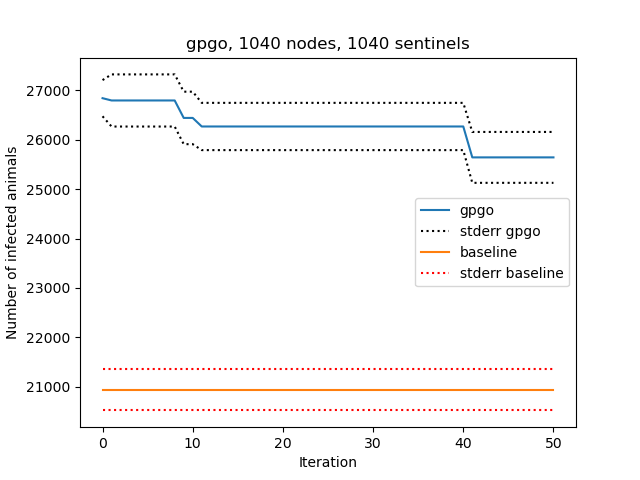 gpgo, 1040 nodes, 1040 sentinels
Number of infected animals
27000
26000
25000
24000
23000
22000
21000
gpgo
stderr gpgo
baseline
stderr baseline
0 10 20 30 40 50
Iteration